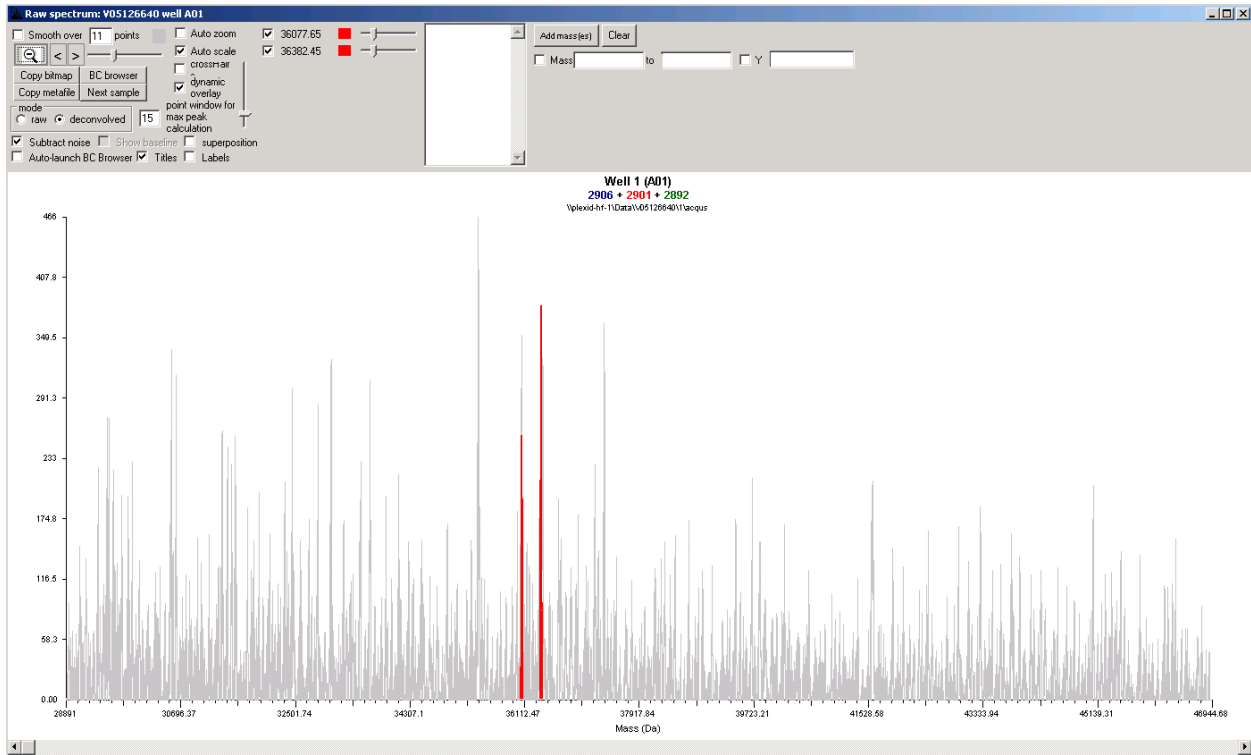 Raw spectrum: V05126640 well A01
Smooth over 11 points
Auto zoom
36077.65
Add mass(es) Clear
< >
Auto scale
36382.45
Mass to Y
crossHair
Copy bitmap BC browser
dynamic overlay
Copy metafile Next sample
mode
raw deconvolved
15 point window for max peak calculation
Subtract noise Show baseline superposition
Auto-launch BC Browser Titles Labels
Well 1 (A01)
2906 + 2901 + 2892
\\plexid-hf-1\Data\\v05126640\1\acqus
466
407.8
349.5
291.3
233
174.8
116.5
58.3
0.00
28891 30696.37 32501.74 34307.1 36112.47 37917.84 39723.21 41528.58 43333.94 45139.31 46944.68
Mass (Da)